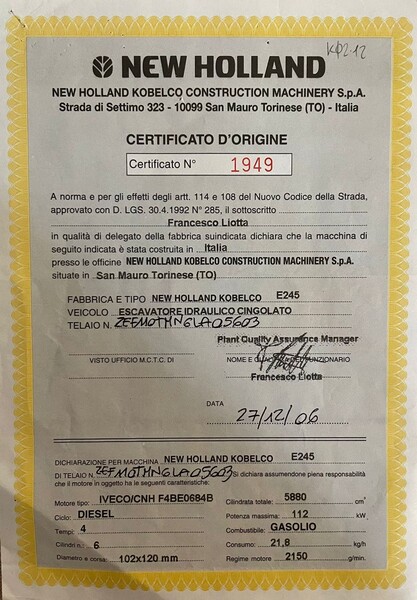 КФ2-12
NEW HOLLAND
NEW HOLLAND KOBELCO CONSTRUCTION MACHINERY S.p.A.
Strada di Settimo 323 - 10099 San Mauro Torinese (TO) - Italia
CERTIFICATO D'ORIGINE
Certificato N° 1949
A norma e per gli effetti degli artt. 114 e 108 del Nuovo Codice della Strada,
approvato con D. LGS. 30.4.1992 N° 285, il sottoscritto
Francesco Liotta
in qualità di delegato della fabbrica suindicata dichiara che la macchina di
seguito indicata è stata costruita in Italia
presso le officine NEW HOLLAND KOBELCO CONSTRUCTION MACHINERY S.p.A.
situate in San Mauro Torinese (TO)
FABBRICA E TIPO NEW HOLLAND KOBELCO E245
VEICOLO ESCAVATORE IDRAULICO CINGOLATO
TELAIO N. ZEFM0THN6LA05603
Plant Quality Assurance Manager
VISTO UFFICIO M.C.T.C. DI NOME E QUALIFICA DEL FUNZIONARIO
Francesco Liotta
DATA
27/12/06
DICHIARAZIONE PER MACCHINA NEW HOLLAND KOBELCO E245
DI TELAIO N. ZEFM0THN6LA05603 Si dichiara assumendone piena responsabilità
che il motore in oggetto ha le seguenti caratteristiche:
Motore tipo: IVECO/CNH F4BE0684B Cilindrata totale: 5880 cm³
Ciclo: DIESEL Potenza massima: 112 kW
Tempi: 4 Combustibile: GASOLIO
Cilindri n.: 6 Consumo: 21,8 kg/h
Diametro e corsa: 102x120 mm Regime motore 2150 g/min.